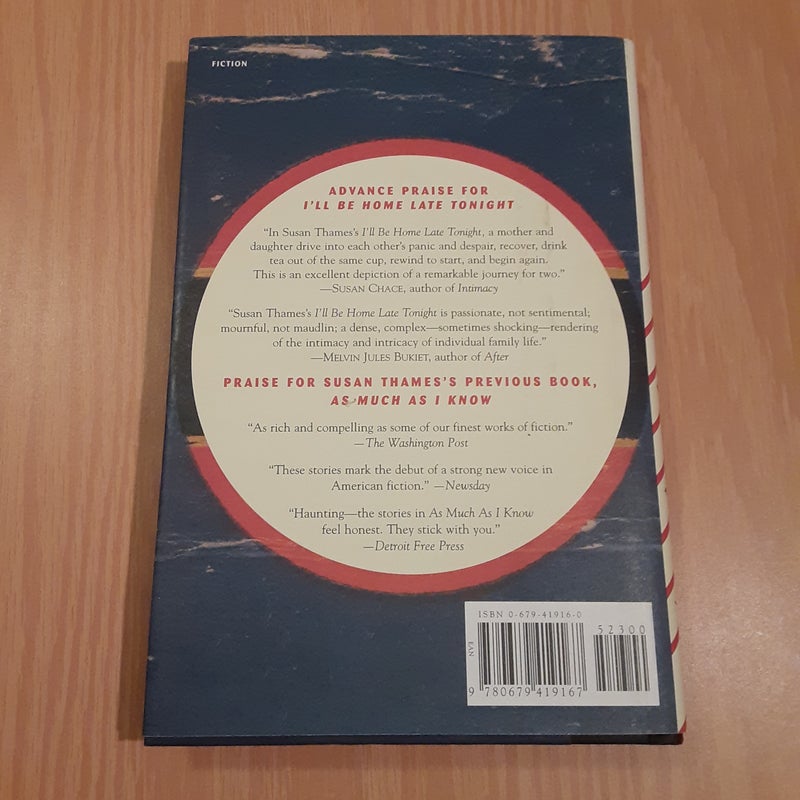 FICTION
ADVANCE PRAISE FOR
I'LL BE HOME LATE TONIGHT
“In Susan Thames's I'll Be Home Late Tonight, a mother and
daughter drive into each other's panic and despair, recover, drink
tea out of the same cup, rewind to start, and begin again.
This is an excellent depiction of a remarkable journey for two.”
—SUSAN CHACE, author of Intimacy
“Susan Thames's I'll Be Home Late Tonight is passionate, not sentimental;
mournful, not maudlin; a dense, complex—sometimes shocking—rendering
of the intimacy and intricacy of individual family life.”
—MELVIN JULES BUKIET, author of After
PRAISE FOR SUSAN THAMES'S PREVIOUS BOOK,
AS MUCH AS I KNOW
“As rich and compelling as some of our finest works of fiction.”
—The Washington Post
“These stories mark the debut of a strong new voice in
American fiction.” —Newsday
“Haunting—the stories in As Much As I Know
feel honest. They stick with you.”
—Detroit Free Press
ISBN 0-679-41916-0
52300
EAN
9 780679 419167